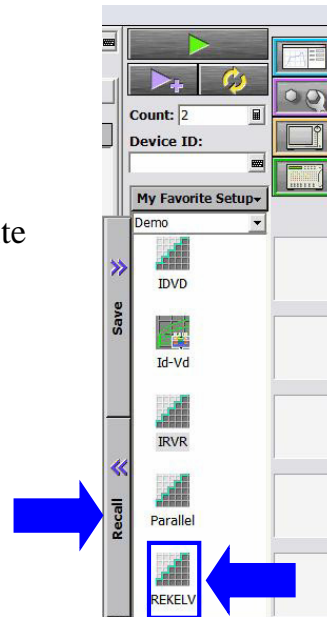 Count: 2
Device ID:
My Favorite Setup
te
Demo
IDVD
Save
Id-Vd
IRVR
Recall
Parallel
REKELV